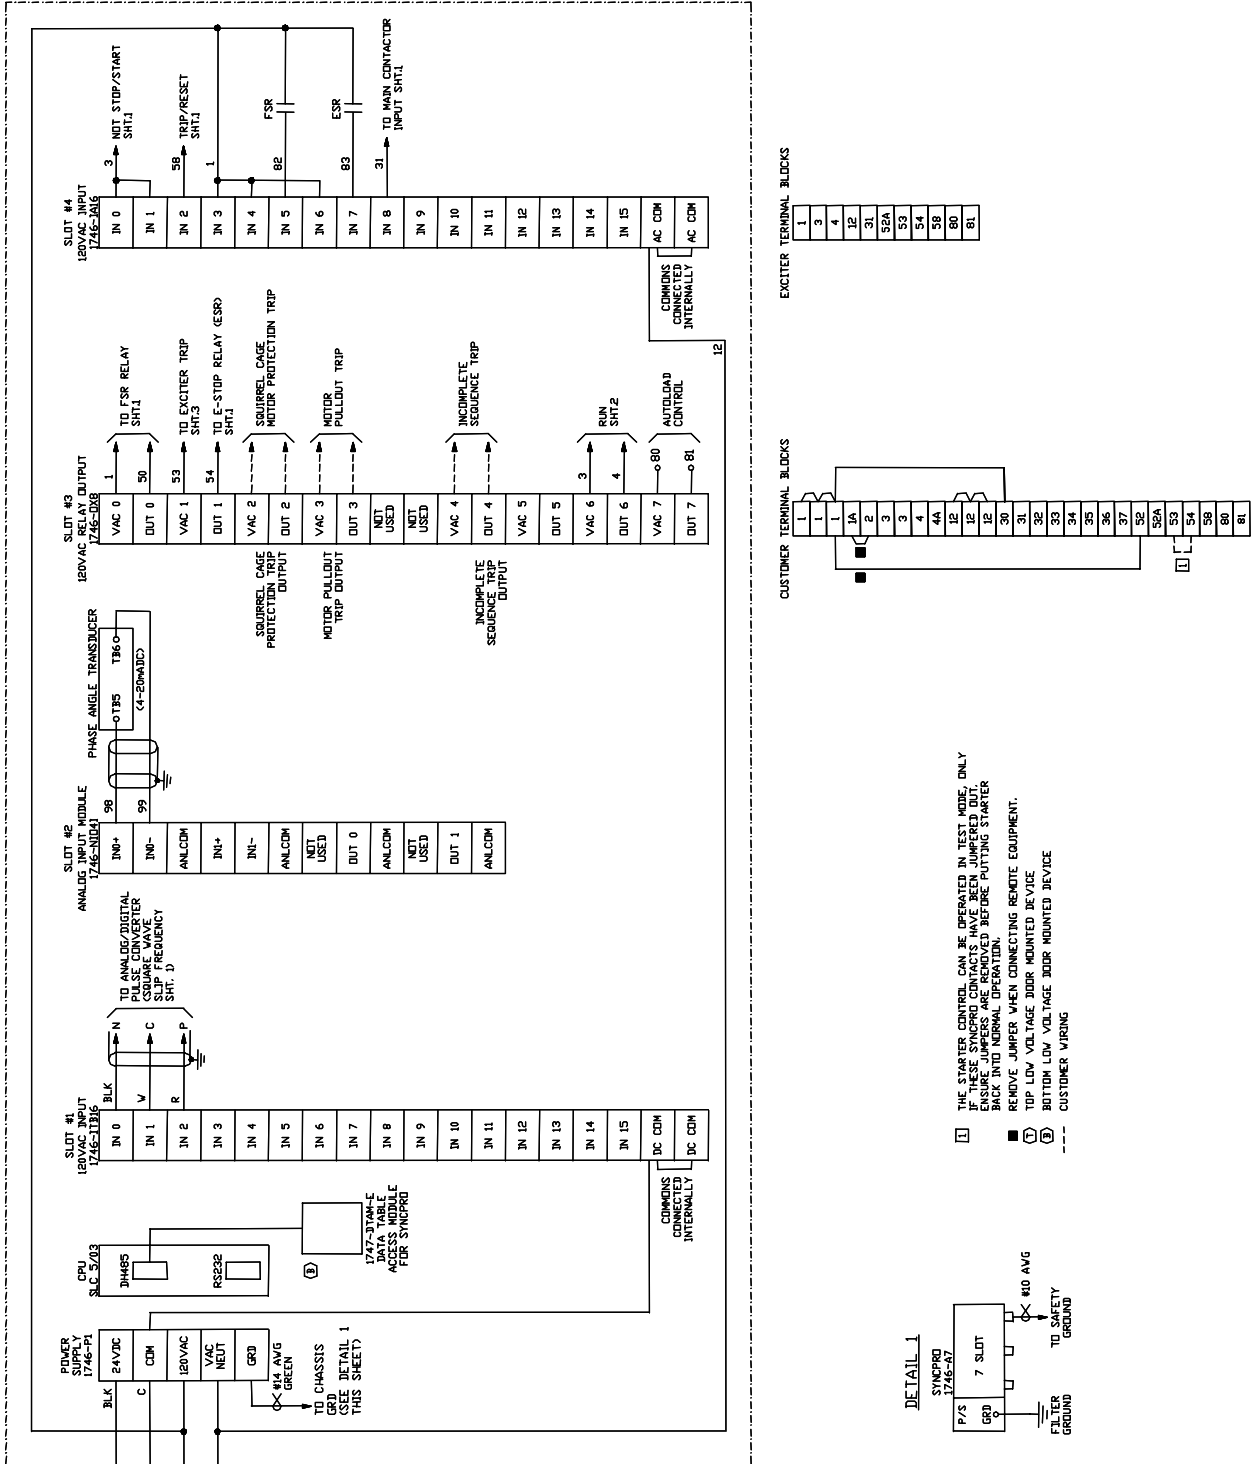 POWER
SUPPLY
1746-P1
24VDC
COM
120VAC
VAC
NEUT
GRD
BLK
C
#14 AWG
GREEN
TO CHASSIS
GRD
(SEE DETAIL 1
THIS SHEET)
CPU
SLC 5/03
DH485
RS232
B
1747-DTAM-E
DATA TABLE
ACCESS MODULE
FOR SYNCPRO
SLOT #1
120VAC INPUT
1746-ITB16
IN 0
IN 1
IN 2
IN 3
IN 4
IN 5
IN 6
IN 7
IN 8
IN 9
IN 10
IN 11
IN 12
IN 13
IN 14
IN 15
DC COM
DC COM
COMMONS
CONNECTED
INTERNALLY
BLK
W
R
N
C
P
TO ANALOG/DIGITAL
PULSE CONVERTER
(SQUARE WAVE
SLIP FREQUENCY
SHT. 1)
SLOT #2
ANALOG INPUT MODULE
1746-NIO4I
IN0+
IN0-
ANLCOM
IN1+
IN1-
ANLCOM
NOT
USED
OUT 0
ANLCOM
NOT
USED
OUT 1
ANLCOM
98
99
PHASE ANGLE TRANSDUCER
TB5
TB6
(4-20mADC)
SLOT #3
120VAC RELAY OUTPUT
1746-OX8
VAC 0
OUT 0
VAC 1
OUT 1
VAC 2
OUT 2
VAC 3
OUT 3
NOT
USED
NOT
USED
VAC 4
OUT 4
VAC 5
OUT 5
VAC 6
OUT 6
VAC 7
OUT 7
SQUIRREL CAGE
PROTECTION TRIP
OUTPUT
MOTOR PULLOUT
TRIP OUTPUT
INCOMPLETE
SEQUENCE TRIP
OUTPUT
1
50
53
54
3
4
80
81
TO FSR RELAY
SHT.1
TO EXCITER TRIP
SHT.3
TO E-STOP RELAY (ESR)
SHT.1
SQUIRREL CAGE
MOTOR PROTECTION TRIP
MOTOR
PULLOUT TRIP
INCOMPLETE
SEQUENCE TRIP
RUN
SHT.2
AUTOLOAD
CONTROL
SLOT #4
120VAC INPUT
1746-IA16
IN 0
IN 1
IN 2
IN 3
IN 4
IN 5
IN 6
IN 7
IN 8
IN 9
IN 10
IN 11
IN 12
IN 13
IN 14
IN 15
AC COM
AC COM
COMMONS
CONNECTED
INTERNALLY
12
3
58
1
82
83
31
NOT STOP/START
SHT.1
TRIP/RESET
SHT.1
FSR
ESR
TO MAIN CONTACTOR
INPUT SHT.1
EXCITER TERMINAL BLOCKS
1
3
4
12
31
52A
53
54
58
80
81
CUSTOMER TERMINAL BLOCKS
1
1
1
1A
2
3
3
4
4A
12
12
12
30
31
32
33
34
35
36
37
52
52A
53
54
58
80
81
1
1
THE STARTER CONTROL CAN BE OPERATED IN TEST MODE, ONLY
IF THESE SYNCPRO CONTACTS HAVE BEEN JUMPERED OUT.
ENSURE JUMPERS ARE REMOVED BEFORE PUTTING STARTER
BACK INTO NORMAL OPERATION.
REMOVE JUMPER WHEN CONNECTING REMOTE EQUIPMENT.
T
TOP LOW VOLTAGE DOOR MOUNTED DEVICE
B
BOTTOM LOW VOLTAGE DOOR MOUNTED DEVICE
CUSTOMER WIRING
DETAIL 1
SYNCPRO
1746-A7
P/S
GRD
7 SLOT
#10 AWG
TO SAFETY
GROUND
FILTER
GROUND